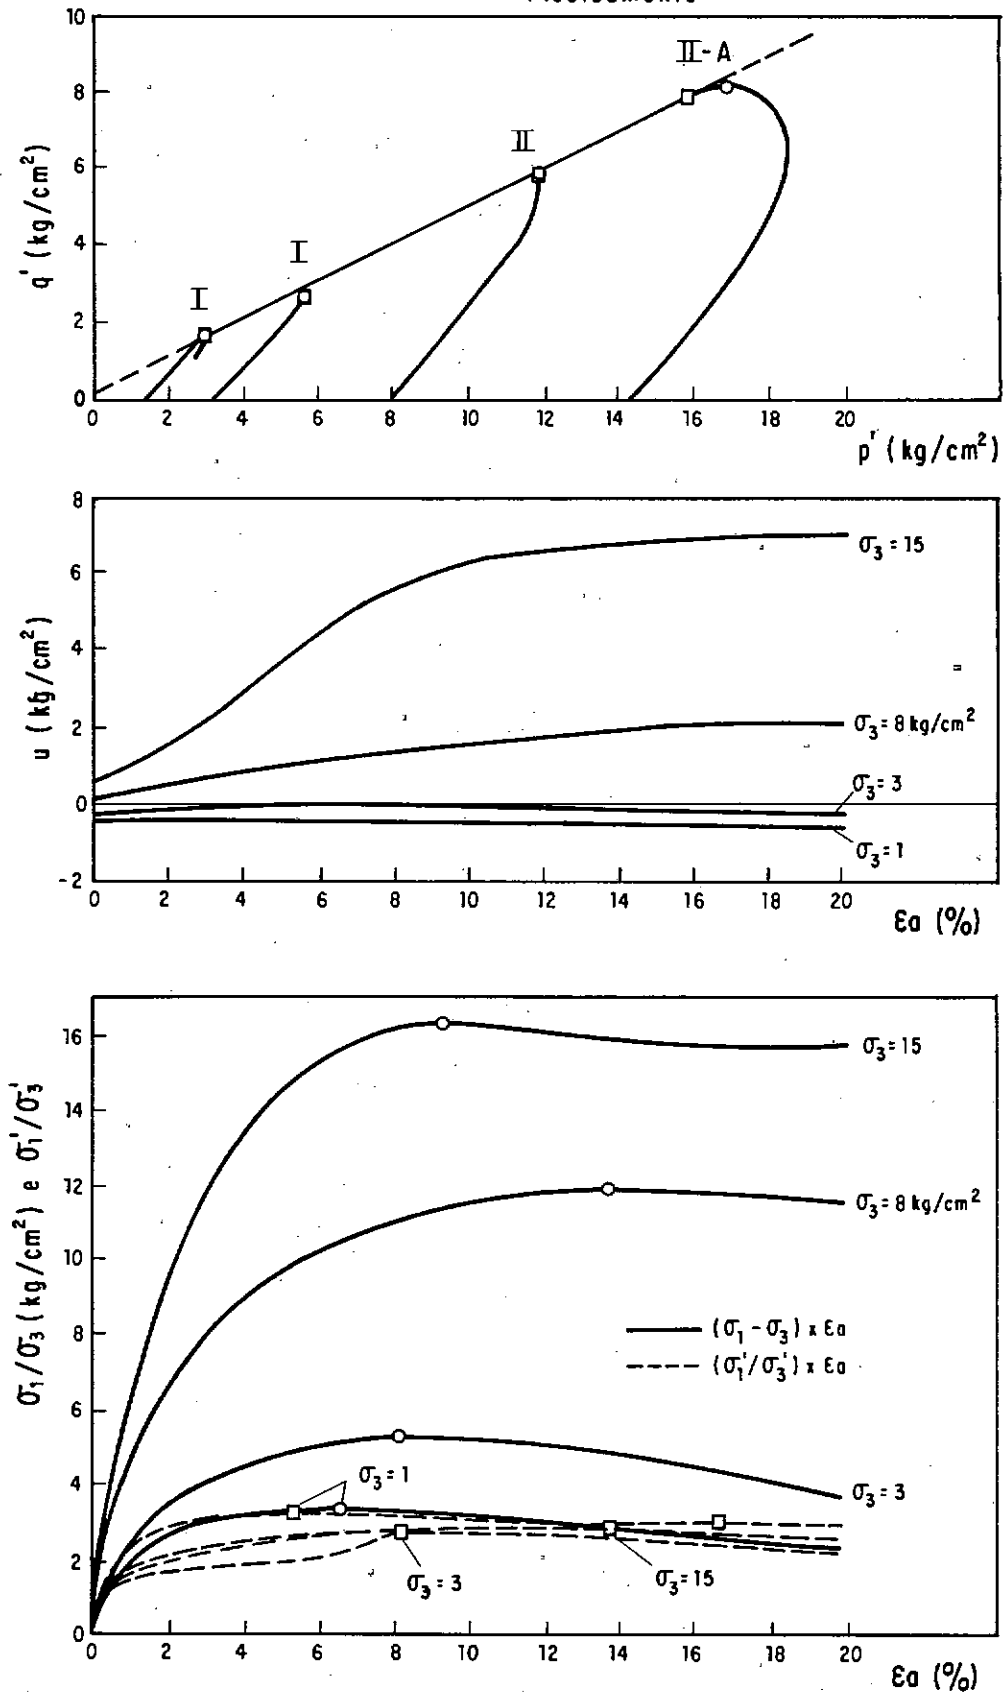 10
8
6
4
2
0
q' (kg/cm²)
I
I
II
II-A
0 2 4 6 8 10 12 14 16 18 20
p' (kg/cm²)
8
6
4
2
0
-2
u (kg/cm²)
σ₃ = 15
σ₃ = 8 kg/cm²
σ₃ = 3
σ₃ = 1
0 2 4 6 8 10 12 14 16 18 20
εa (%)
16
14
12
10
8
6
4
2
0
σ₁/σ₃ (kg/cm²) e σ₁'/σ₃'
σ₃ = 15
σ₃ = 8 kg/cm²
(σ₁ - σ₃) x εa
(σ₁'/σ₃') x εa
σ₃ = 1
σ₃ = 3
σ₃ = 3
σ₃ = 15
0 2 4 6 8 10 12 14 16 18 20
εa (%)